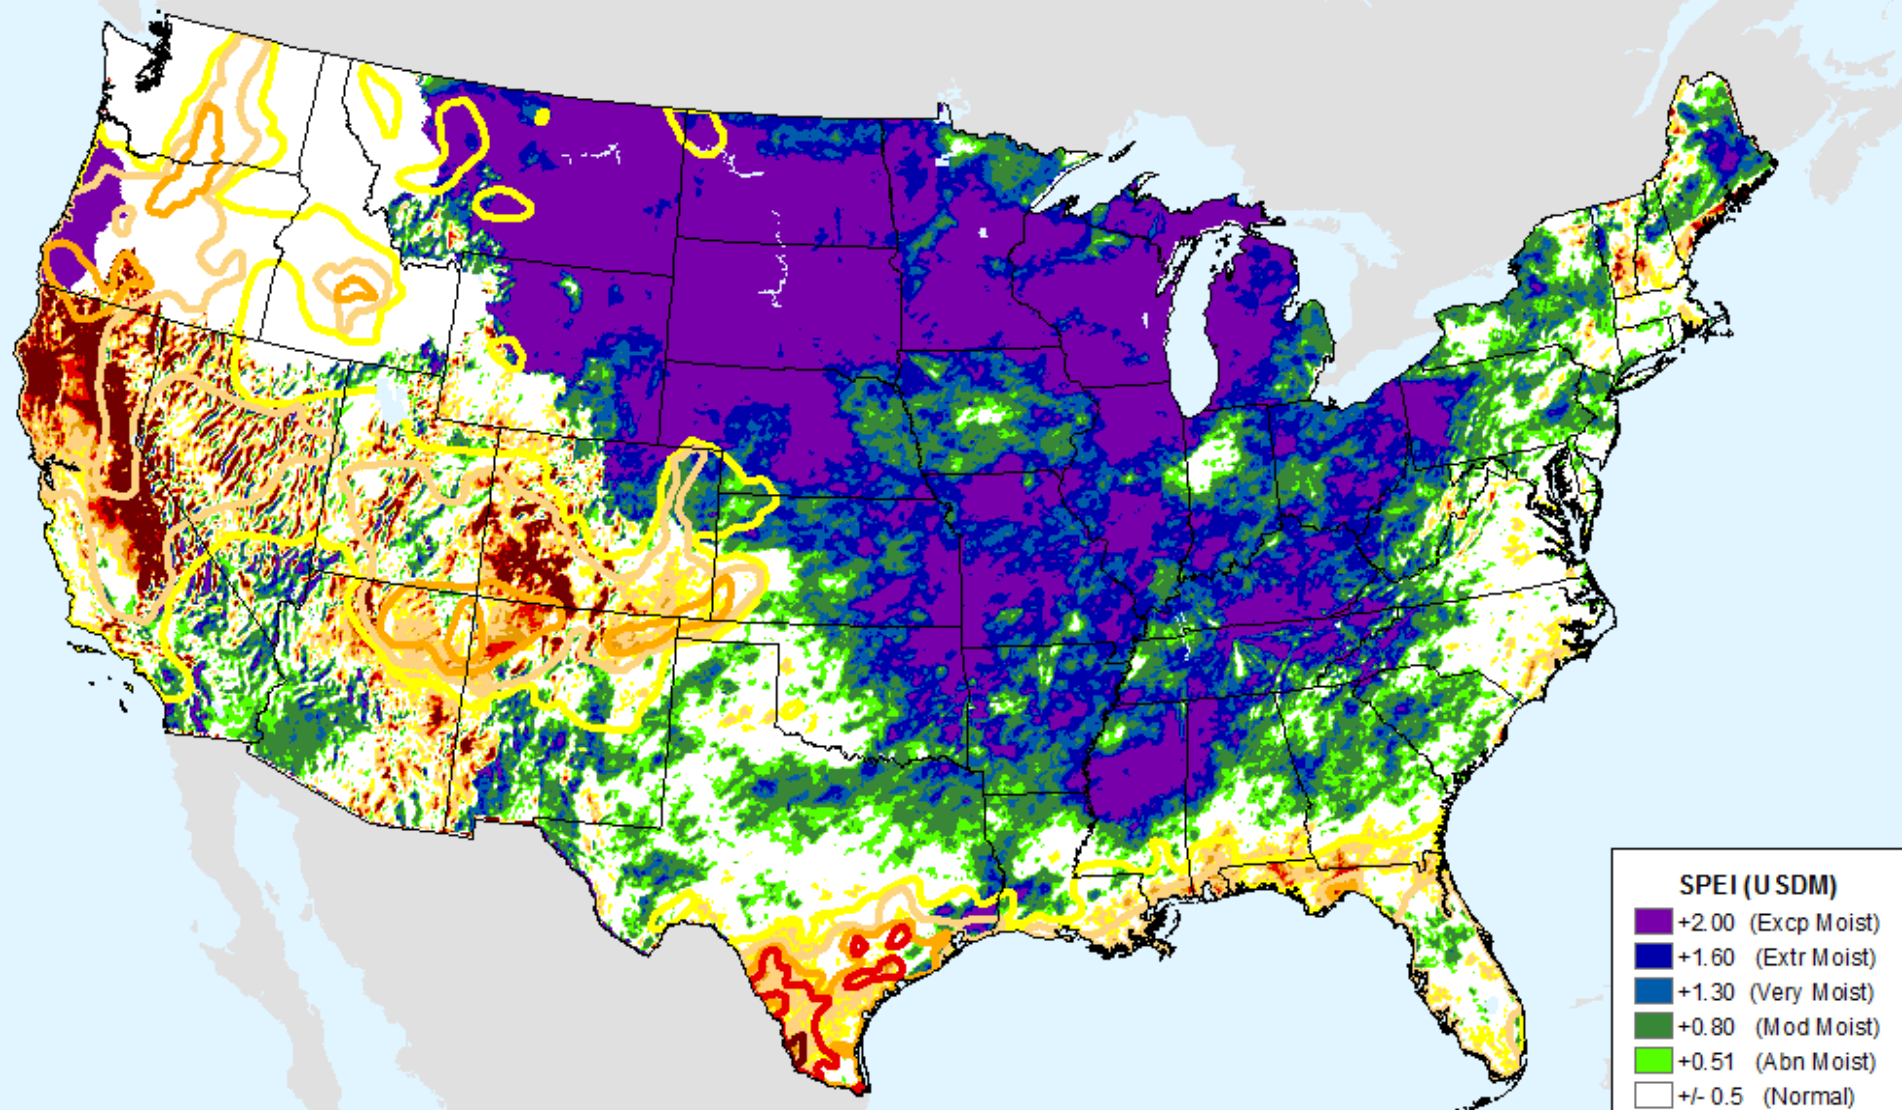 SPEI (USDM)
+2.00 (Excp Moist)
+1.60 (Extr Moist)
+1.30 (Very Moist)
+0.80 (Mod Moist)
+0.51 (Abn Moist)
+/- 0.5 (Normal)